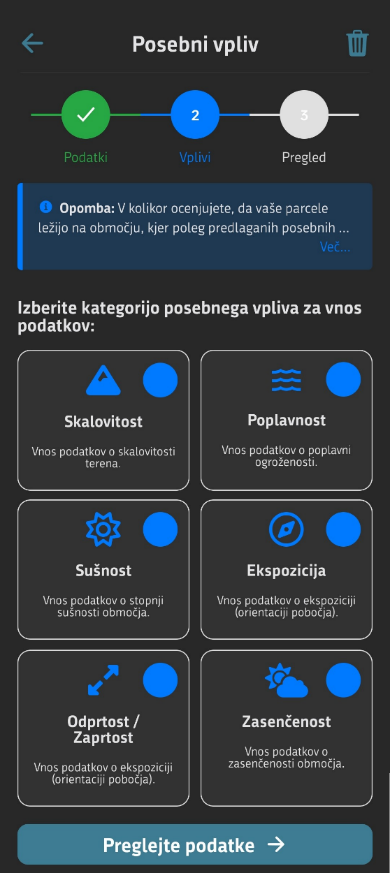 Posebni vpliv
2
3
Podatki
Vplivi
Pregled
Opomba: V kolikor ocenjujete, da vaše parcele
ležijo na območju, kjer poleg predlaganih posebnih ...
Več...
Izberite kategorijo posebnega vpliva za vnos
podatkov:
Skalovitost
Vnos podatkov o skalovitosti
terena.
Poplavnost
Vnos podatkov o poplavni
ogroženosti.
Sušnost
Vnos podatkov o stopnji
sušnosti območja.
Ekspozicija
Vnos podatkov o ekspoziciji
(orientaciji pobočja).
Odprtost /
Zaprtost
Vnos podatkov o ekspoziciji
(orientaciji pobočja).
Zasenčenost
Vnos podatkov o
zasenčenosti območja.
Preglejte podatke →